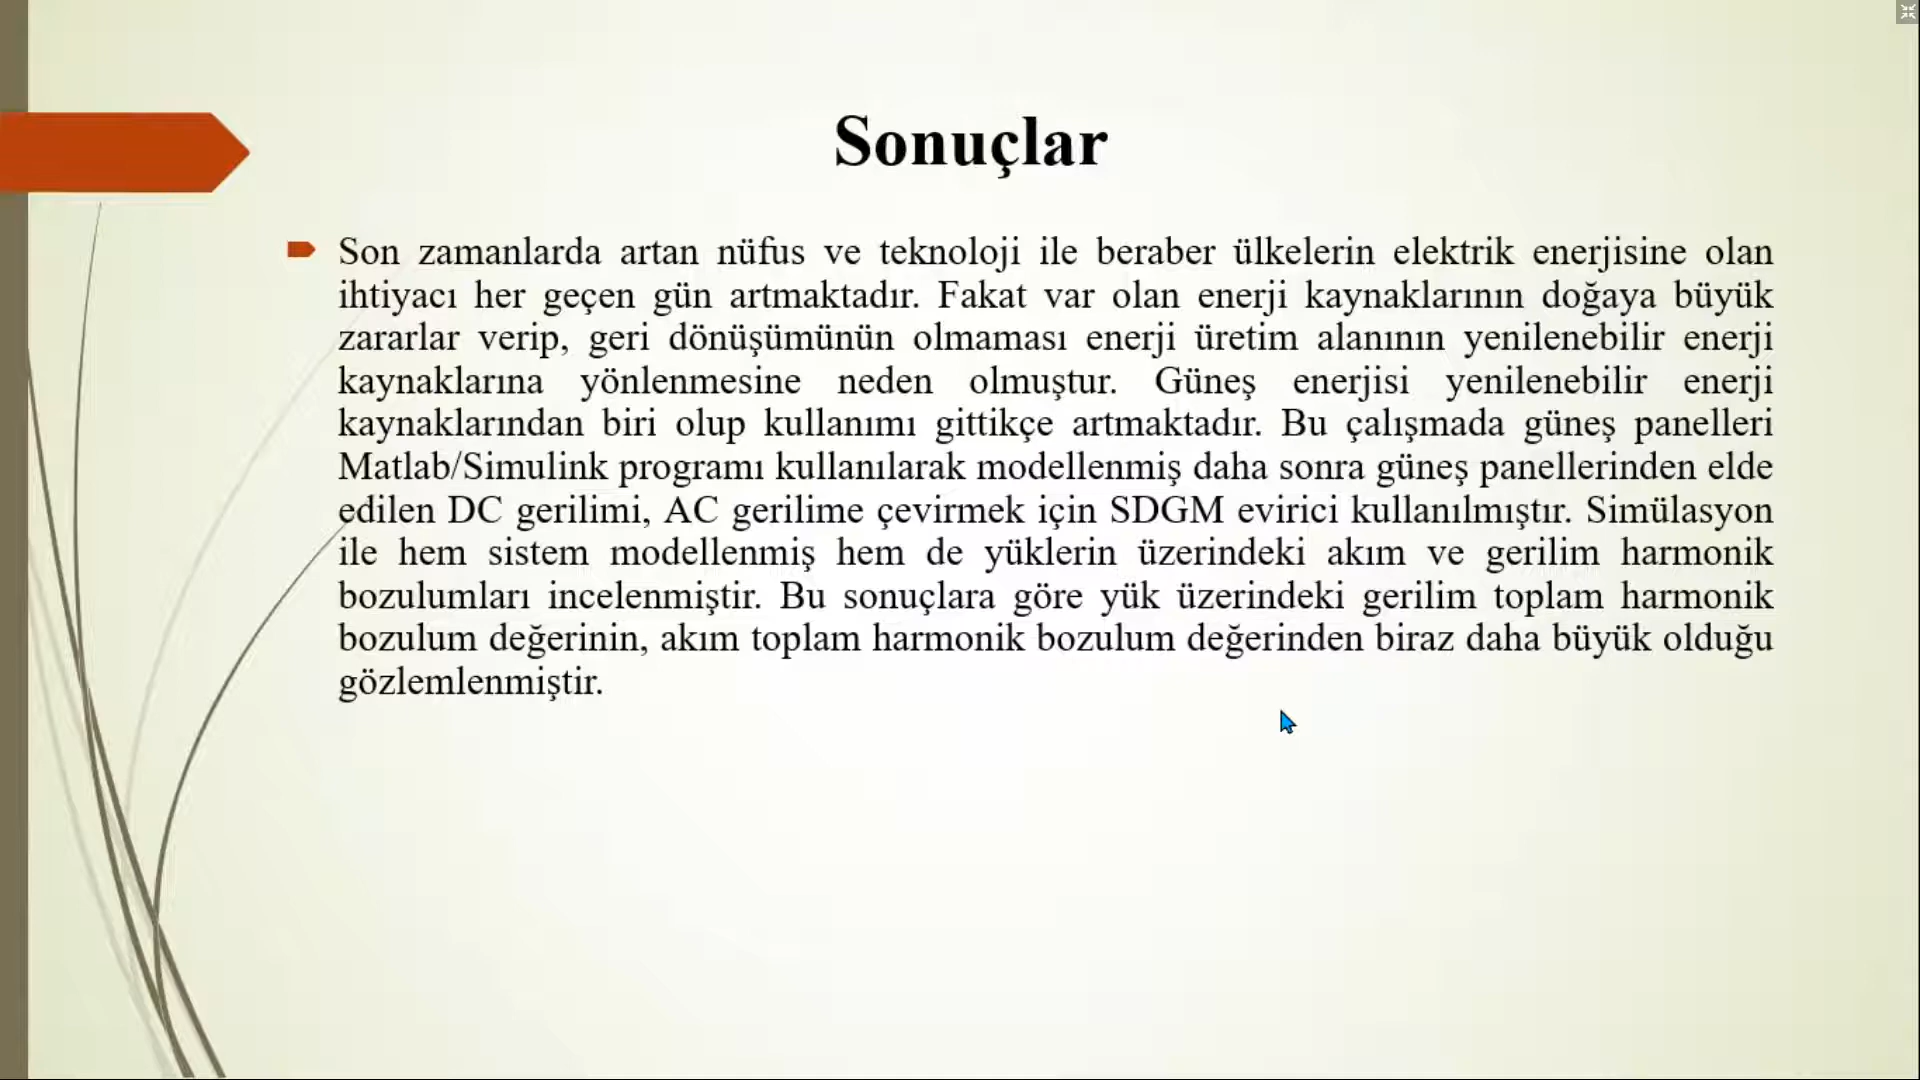 Sonuçlar
Son zamanlarda artan nüfus ve teknoloji ile beraber ülkelerin elektrik enerjisine olan
ihtiyacı her geçen gün artmaktadır. Fakat var olan enerji kaynaklarının doğaya büyük
zararlar verip, geri dönüşümünün olmaması enerji üretim alanının yenilenebilir enerji
kaynaklarına yönlenmesine neden olmuştur. Güneş enerjisi yenilenebilir enerji
kaynaklarından biri olup kullanımı gittikçe artmaktadır. Bu çalışmada güneş panelleri
Matlab/Simulink programı kullanılarak modellenmiş daha sonra güneş panellerinden elde
edilen DC gerilimi, AC gerilime çevirmek için SDGM evirici kullanılmıştır. Simülasyon
ile hem sistem modellenmiş hem de yüklerin üzerindeki akım ve gerilim harmonik
bozulumları incelenmiştir. Bu sonuçlara göre yük üzerindeki gerilim toplam harmonik
bozulum değerinin, akım toplam harmonik bozulum değerinden biraz daha büyük olduğu
gözlemlenmiştir.